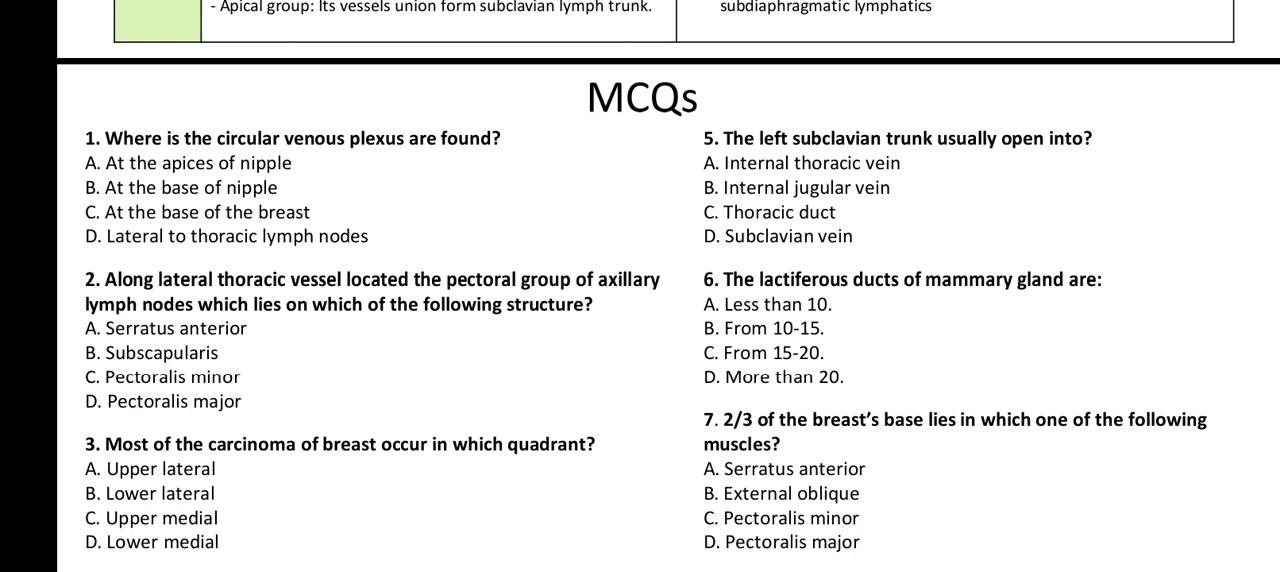 - Apical group: Its vessels union form subclavian lymph trunk.
subdiaphragmatic lymphatics
MCQs
1. Where is the circular venous plexus are found?
A. At the apices of nipple
B. At the base of nipple
C. At the base of the breast
D. Lateral to thoracic lymph nodes
2. Along lateral thoracic vessel located the pectoral group of axillary
lymph nodes which lies on which of the following structure?
A. Serratus anterior
B. Subscapularis
C. Pectoralis minor
D. Pectoralis major
3. Most of the carcinoma of breast occur in which quadrant?
A. Upper lateral
B. Lower lateral
C. Upper medial
D. Lower medial
5. The left subclavian trunk usually open into?
A. Internal thoracic vein
B. Internal jugular vein
C. Thoracic duct
D. Subclavian vein
6. The lactiferous ducts of mammary gland are:
A. Less than 10.
B. From 10-15.
C. From 15-20.
D. More than 20.
7. 2/3 of the breast’s base lies in which one of the following
muscles?
A. Serratus anterior
B. External oblique
C. Pectoralis minor
D. Pectoralis major